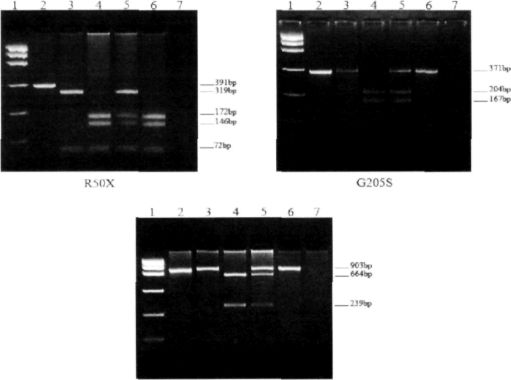 1 2 3 4 5 6 7
391bp
319bp
172bp
146bp
72bp
R50X
1 2 3 4 5 6 7
371bp
204bp
167bp
G205S
1 2 3 4 5 6 7
903bp
664bp
239bp